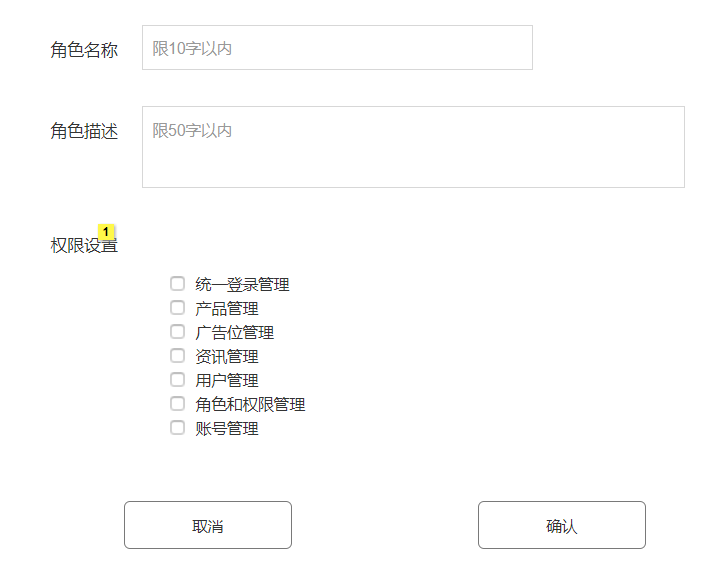 角色名称 限10字以内
角色描述 限50字以内
权限设置 1
统一登录管理
产品管理
广告位管理
资讯管理
用户管理
角色和权限管理
账号管理
取消 确认